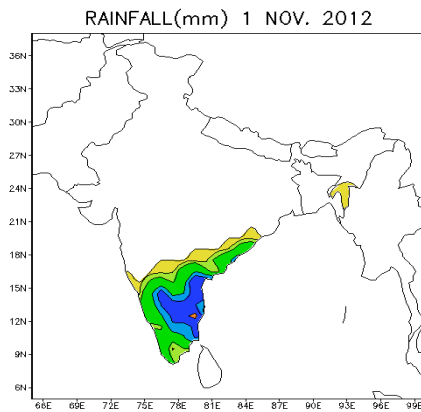 RAINFALL(mm) 1 NOV. 2012
36N
33N
30N
27N
24N
21N
18N
15N
12N
9N
6N
66E 69E 72E 75E 78E 81E 84E 87E 90E 93E 96E 99E